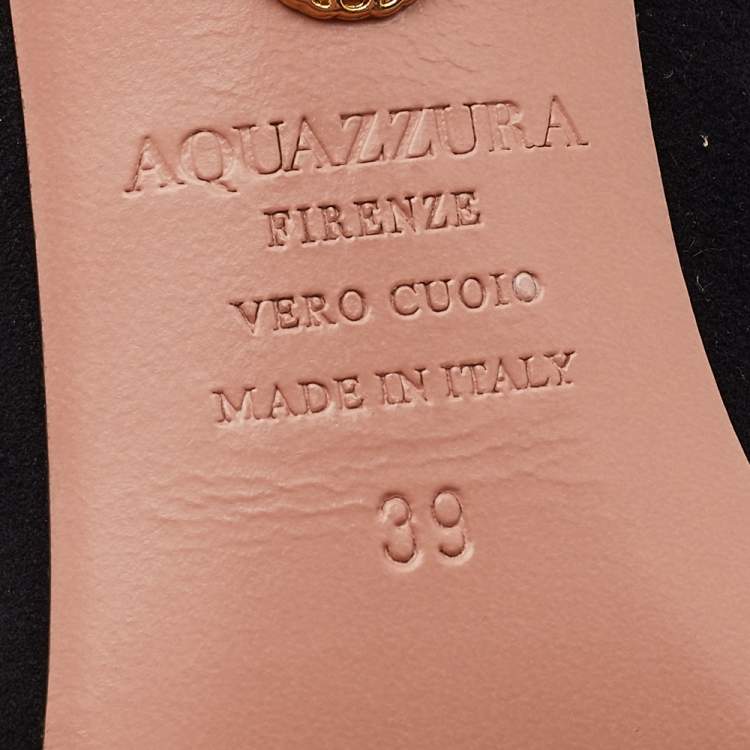 AQUAZZURA
FIRENZE
VERO CUOIO
MADE IN ITALY
39